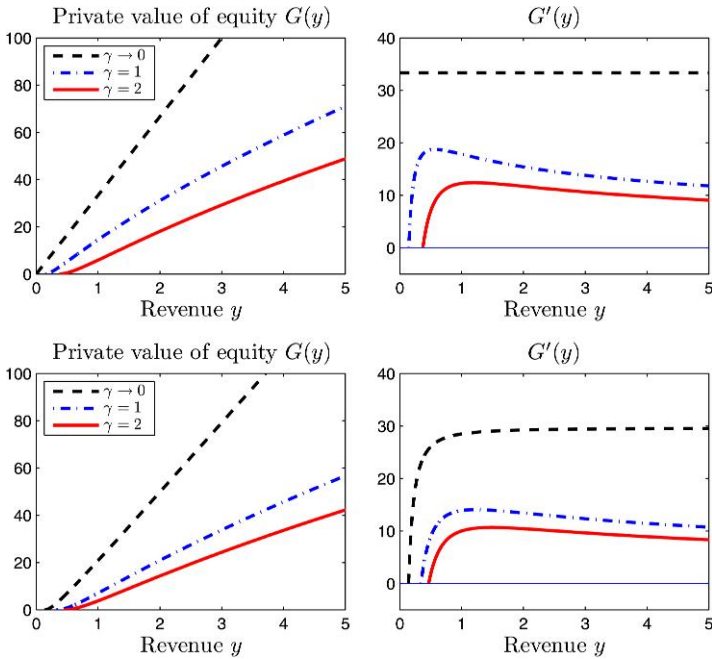 Private value of equity G(y)
100
80
60
40
20
0
γ → 0
γ = 1
γ = 2
0 1 2 3 4 5
Revenue y
G′(y)
40
30
20
10
0
0 1 2 3 4 5
Revenue y
Private value of equity G(y)
100
80
60
40
20
0
γ → 0
γ = 1
γ = 2
0 1 2 3 4 5
Revenue y
G′(y)
40
30
20
10
0
0 1 2 3 4 5
Revenue y